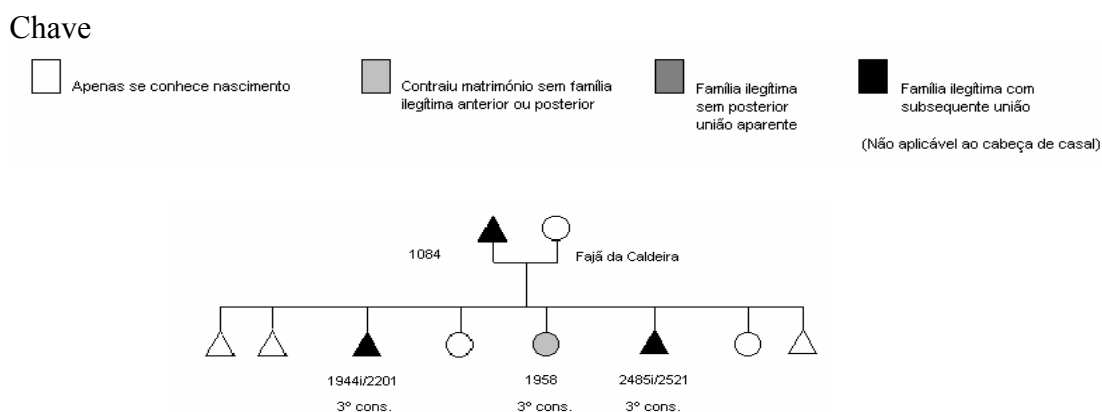 Chave
Apenas se conhece nascimento
Contraiu matrimónio sem família
ilegítima anterior ou posterior
Família ilegítima
sem posterior
união aparente
Família ilegítima com
subsequente união
(Não aplicável ao cabeça de casal)
1084
Fajã da Caldeira
1944i/2201
3º cons.
1958
3º cons.
2485i/2521
3º cons.